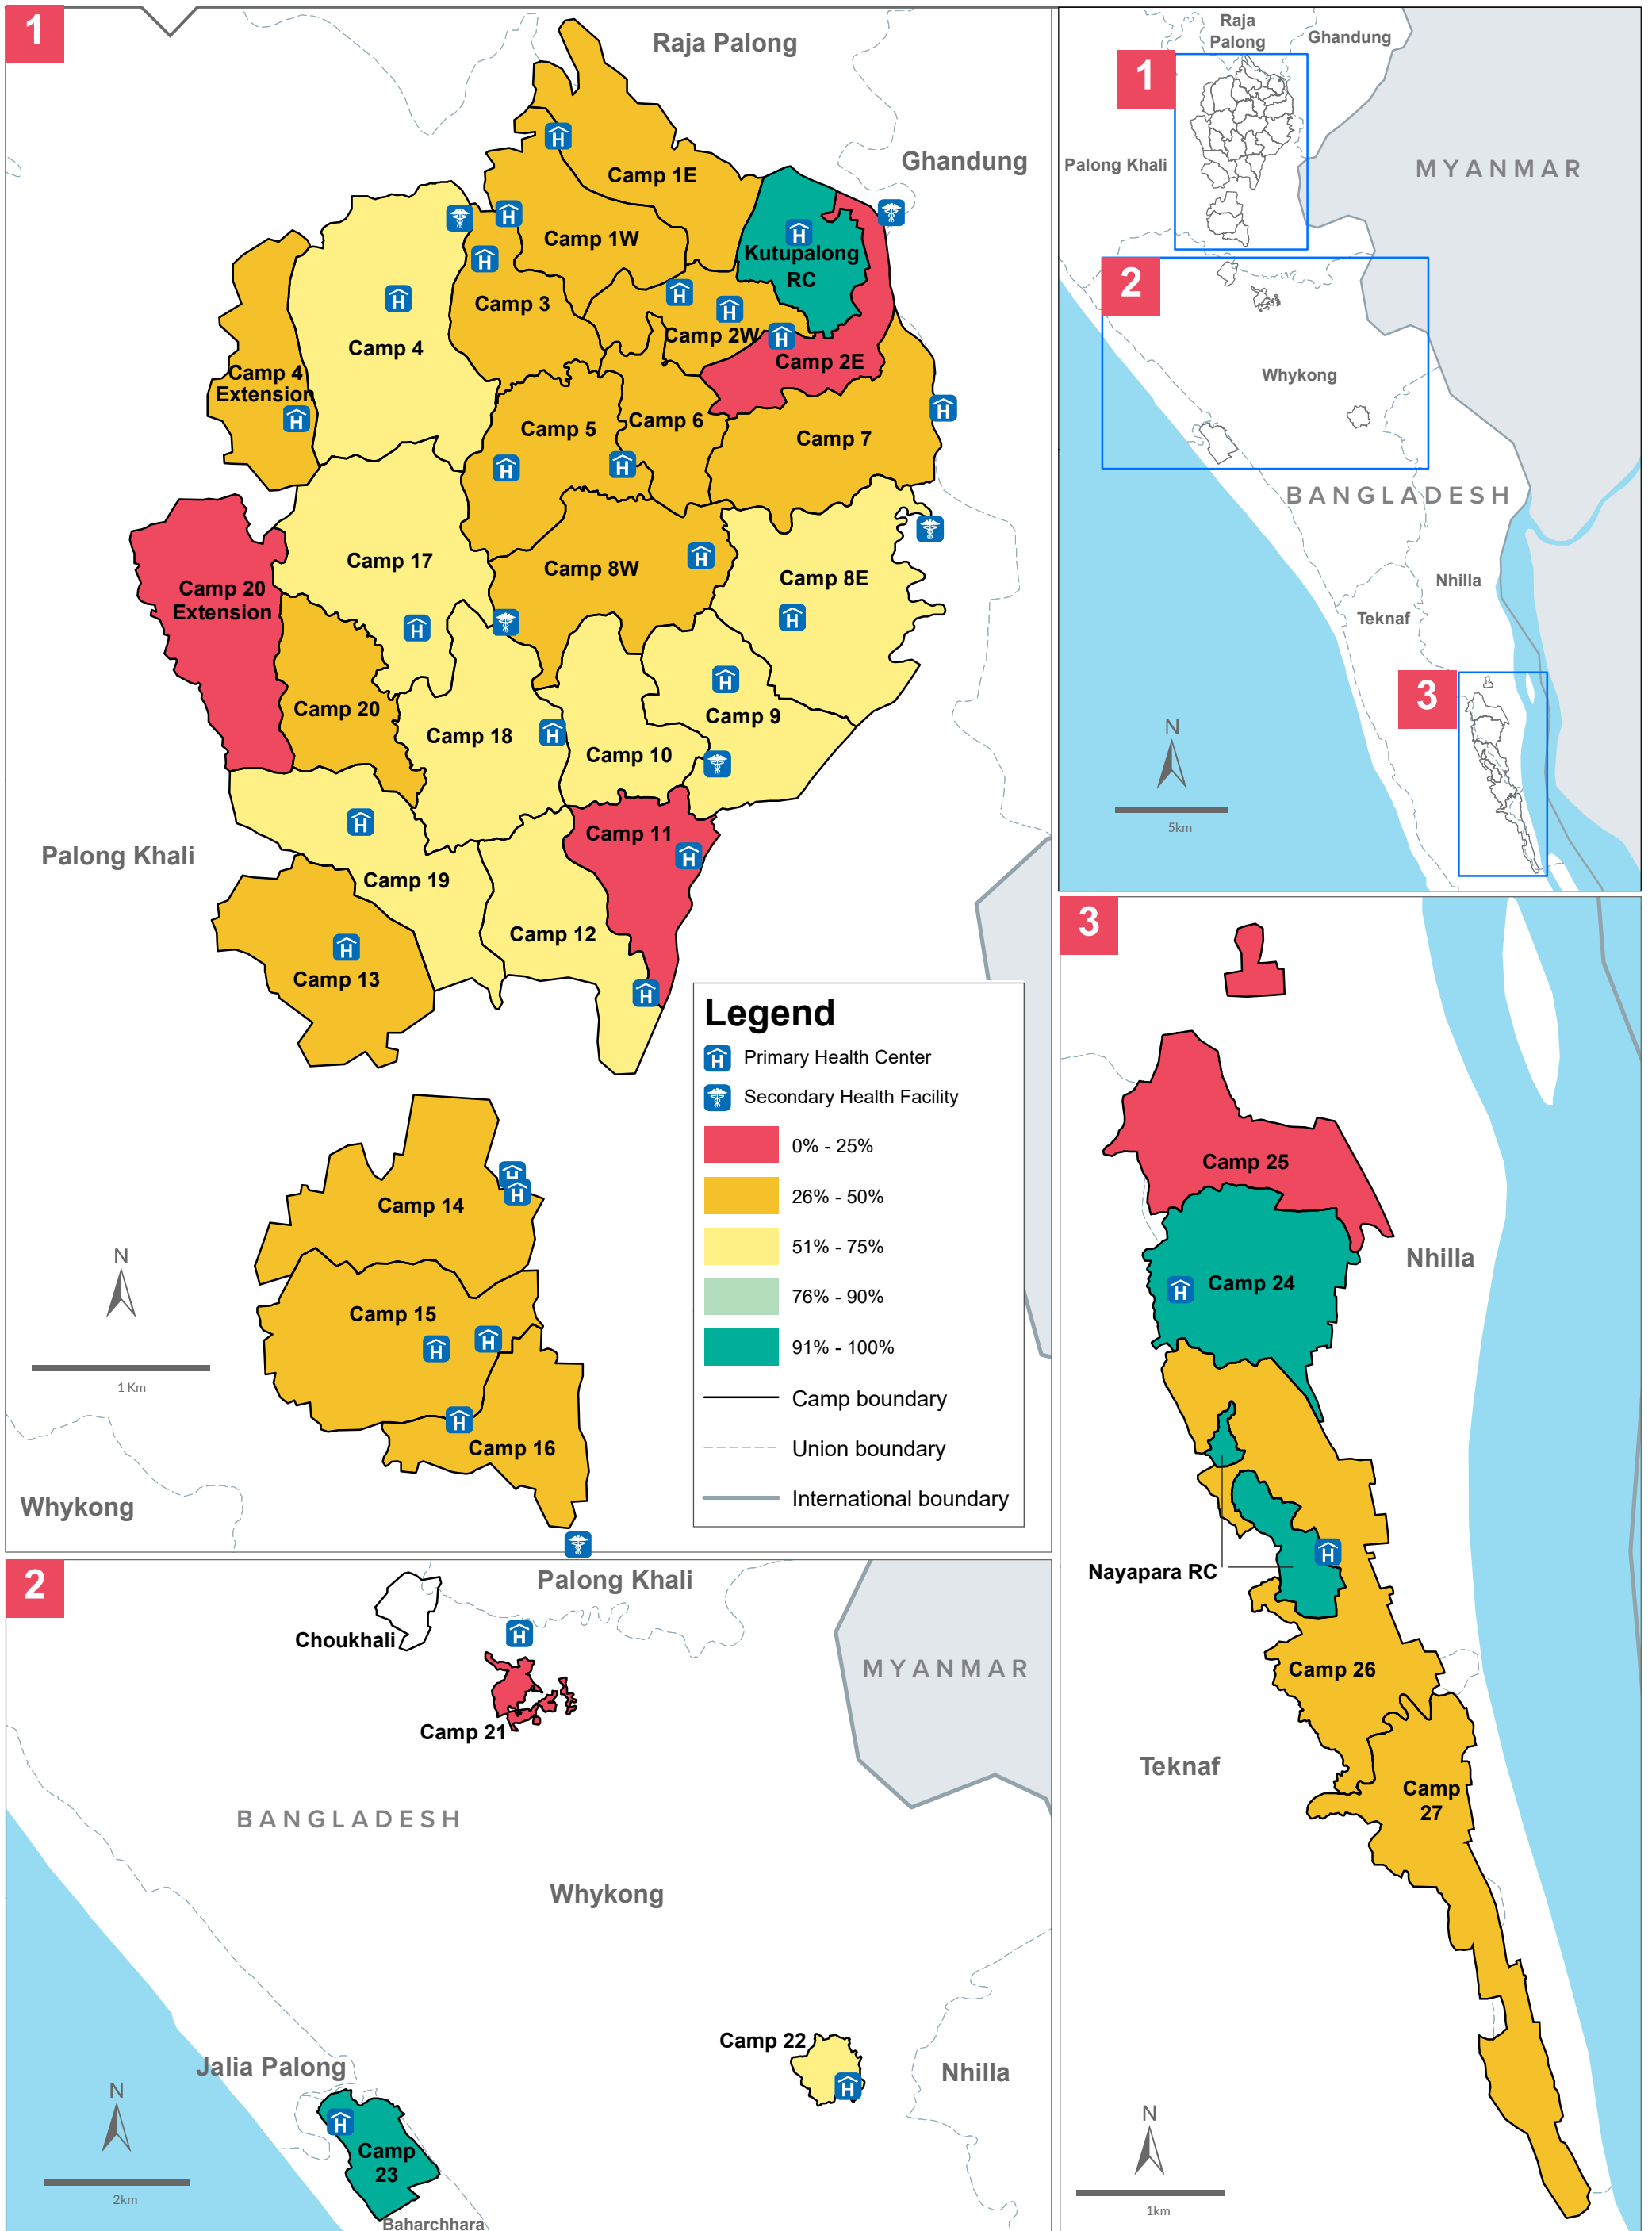 1
Raja Palong
Ghandung
Camp 1E
Camp 1W
Kutupalong
RC
Camp 3
Camp 2W
Camp 4
Camp 2E
Camp 4
Extension
Camp 6
Camp 5
Camp 7
Camp 17
Camp 8W
Camp 8E
Camp 20
Extension
Camp 20
Camp 9
Camp 18
Camp 10
Camp 11
Palong Khali
Camp 19
Camp 12
Camp 13
Camp 14
Camp 15
Camp 16
N
1 Km
Whykong
Legend
Primary Health Center
Secondary Health Facility
0% - 25%
26% - 50%
51% - 75%
76% - 90%
91% - 100%
Camp boundary
Union boundary
International boundary
Raja
Palong
Ghandung
1
Palong Khali
MYANMAR
2
Whykong
BANGLADESH
Nhilla
Teknaf
3
N
5km
2
Palong Khali
Choukhali
MYANMAR
Camp 21
BANGLADESH
Whykong
Camp 22
Jalia Palong
Nhilla
N
Camp
23
2km
Baharchhara
3
Camp 25
Nhilla
Camp 24
Nayapara RC
Camp 26
Teknaf
Camp
27
N
1km